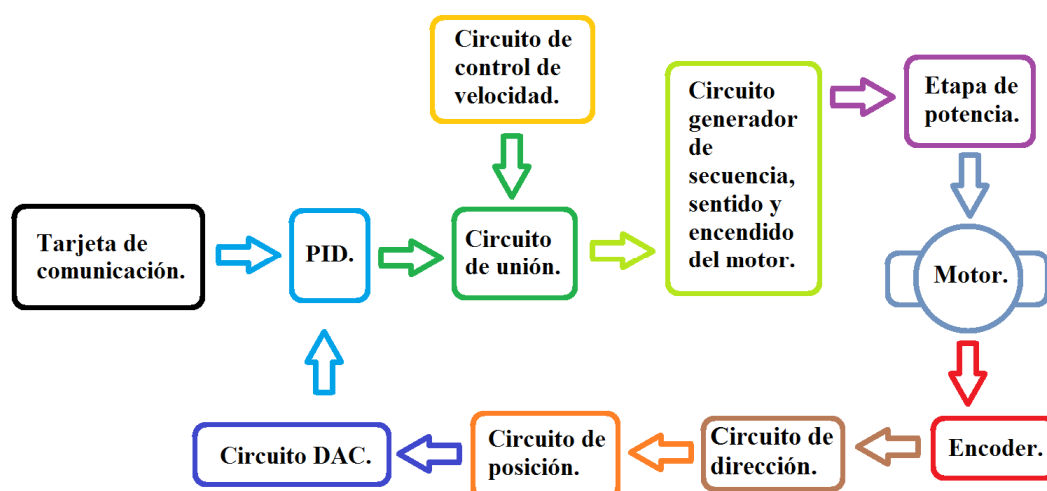 Circuito de
control de
velocidad.
Circuito
generador
de
secuencia,
sentido y
encendido
del motor.
Etapa de
potencia.
Tarjeta de
comunicación.
PID.
Circuito
de unión.
Motor.
Circuito DAC.
Circuito de
posición.
Circuito de
dirección.
Encoder.